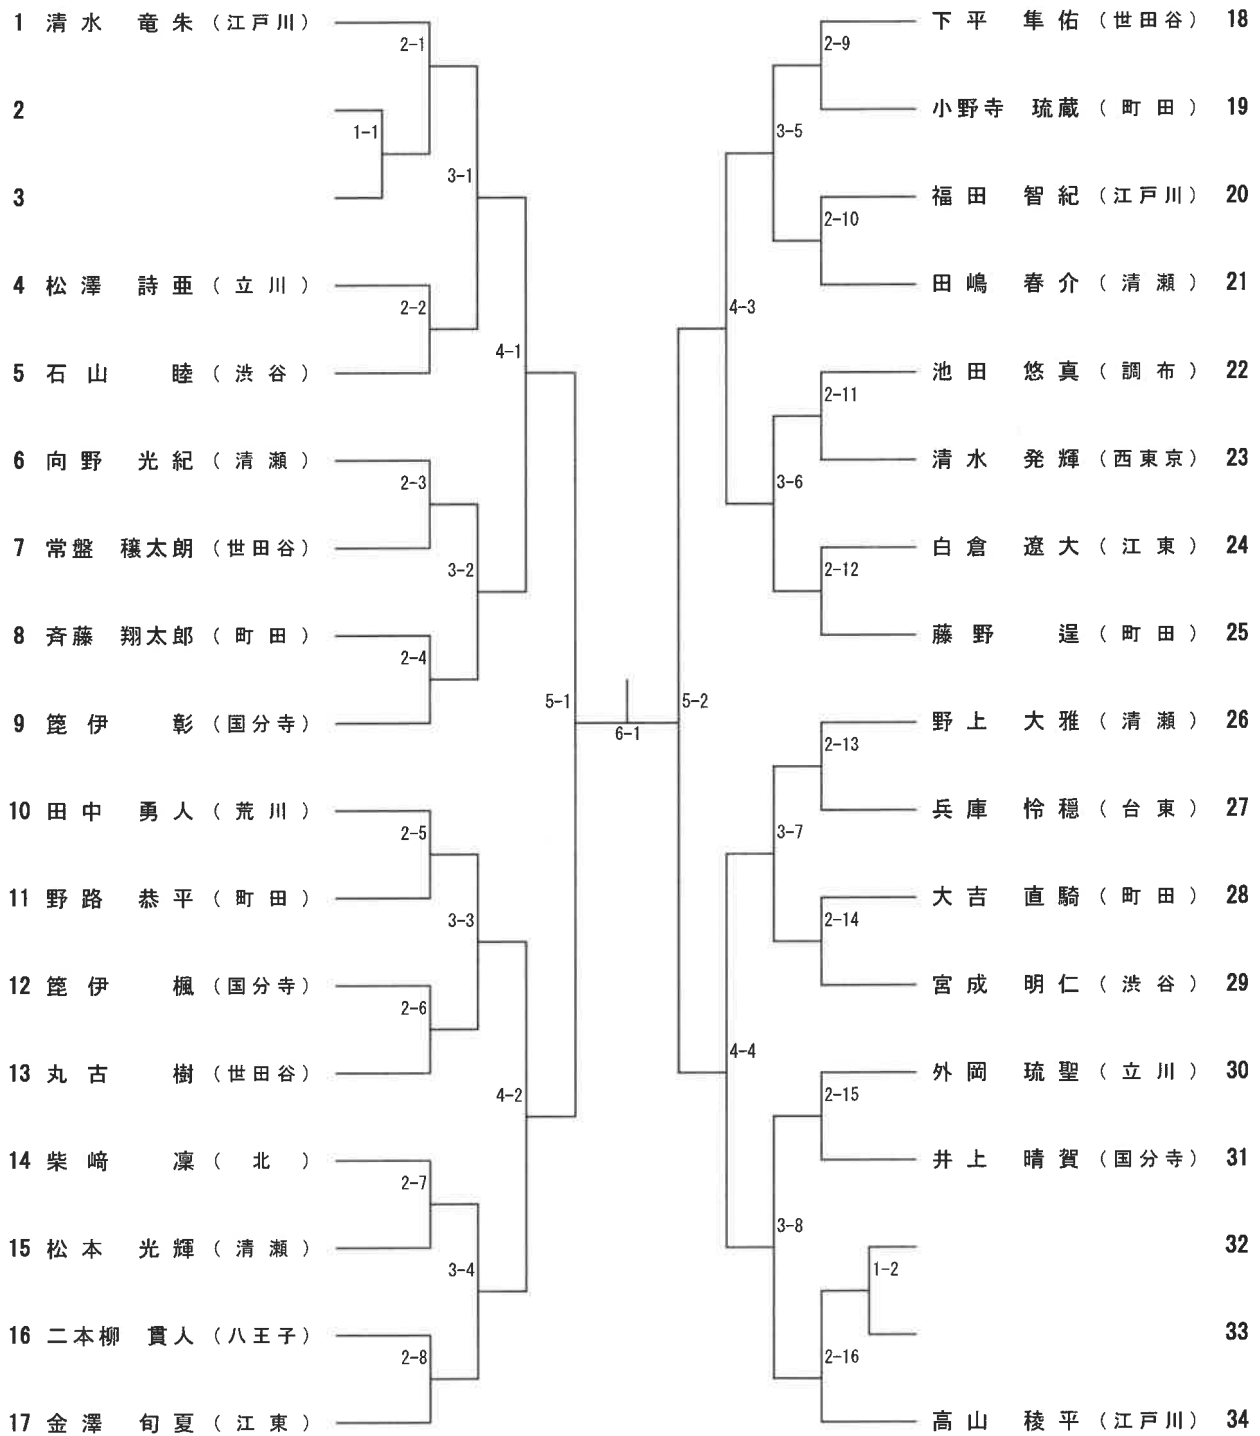 1 清水 竜朱 (江戸川)
2
3
4 松澤 詩亜 (立川)
5 石山 睦 (渋谷)
6 向野 光紀 (清瀬)
7 常盤 穣太朗 (世田谷)
8 斉藤 翔太郎 (町田)
9 箆伊 彰 (国分寺)
10 田中 勇人 (荒川)
11 野路 恭平 (町田)
12 箆伊 楓 (国分寺)
13 丸古 樹 (世田谷)
14 柴﨑 凜 (北)
15 松本 光輝 (清瀬)
16 二本柳 貫人 (八王子)
17 金澤 旬夏 (江東)
2-1
1-1
3-1
2-2
4-1
2-3
3-2
2-4
5-1
2-5
3-3
2-6
4-2
2-7
3-4
2-8
6-1
5-2
2-9
3-5
2-10
4-3
2-11
3-6
2-12
2-13
3-7
2-14
4-4
2-15
3-8
1-2
2-16
下平 隼佑 (世田谷) 18
小野寺 琉蔵 (町田) 19
福田 智紀 (江戸川) 20
田嶋 春介 (清瀬) 21
池田 悠真 (調布) 22
清水 発輝 (西東京) 23
白倉 遼大 (江東) 24
藤野 逞 (町田) 25
野上 大雅 (清瀬) 26
兵庫 怜穏 (台東) 27
大吉 直騎 (町田) 28
宮成 明仁 (渋谷) 29
外岡 琉聖 (立川) 30
井上 晴賀 (国分寺) 31
32
33
高山 稜平 (江戸川) 34